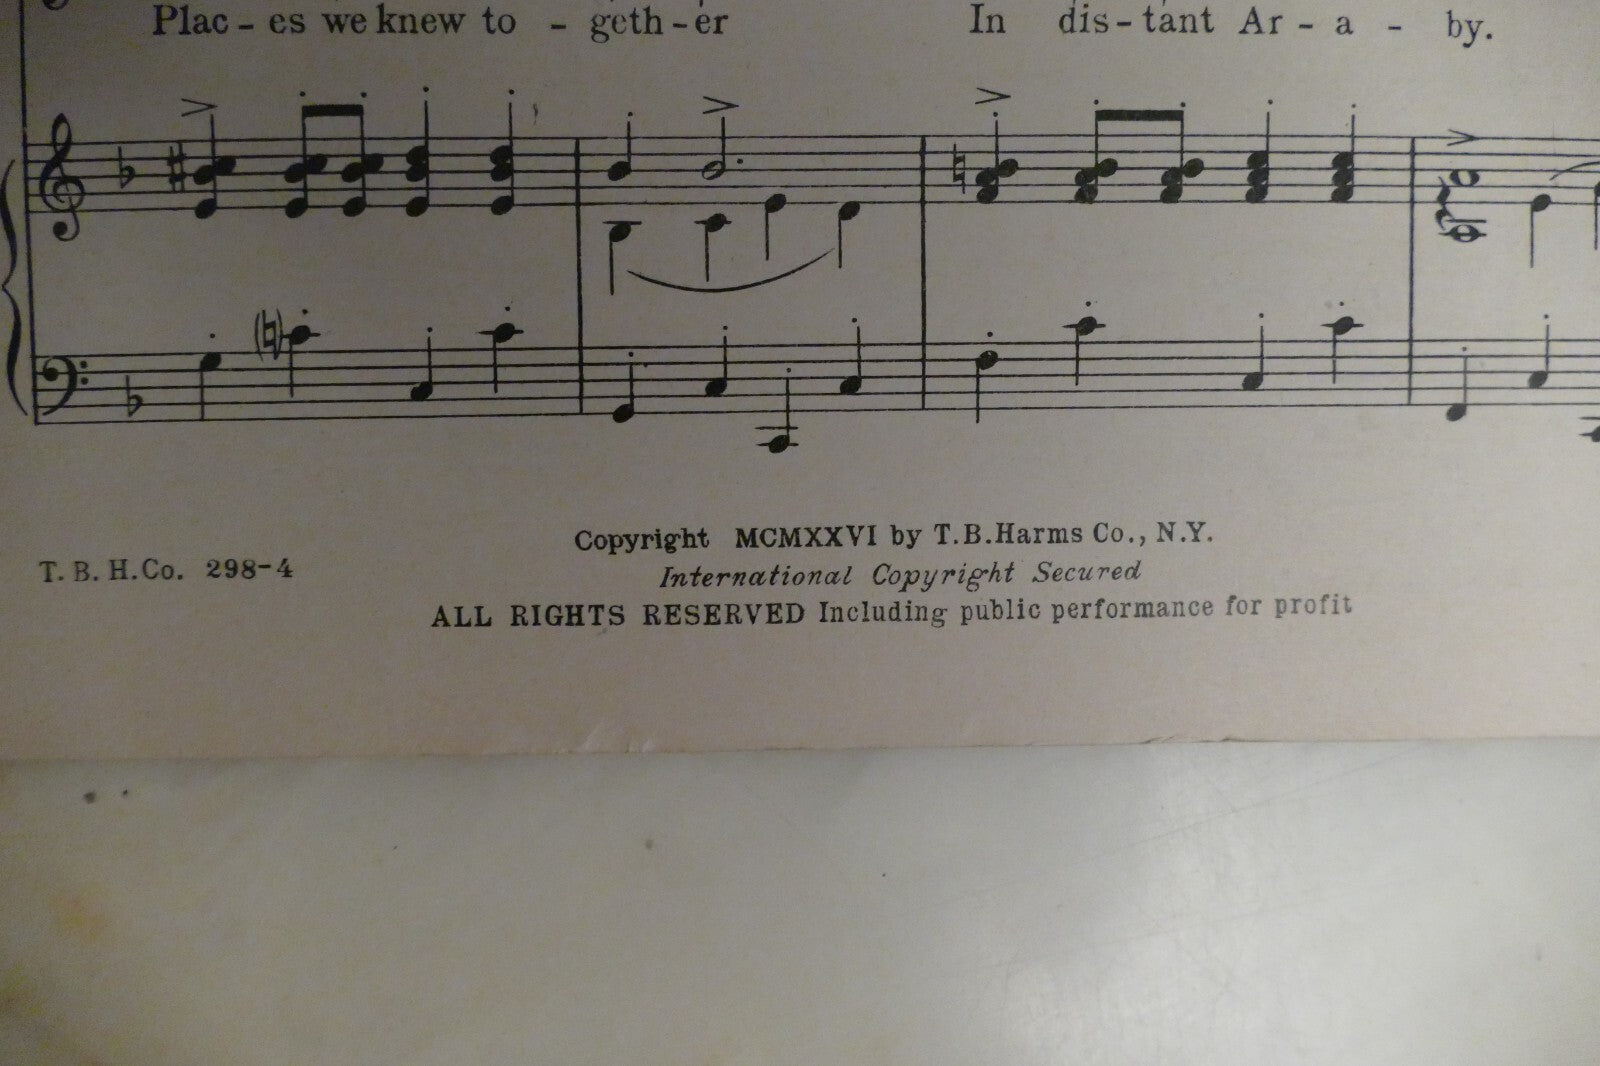 Plac - es we knew to - geth - er In dis - tant Ar - a - by.
T. B. H. Co. 298-4
Copyright MCMXXVI by T. B. Harms Co., N. Y.
International Copyright Secured
ALL RIGHTS RESERVED Including public performance for profit